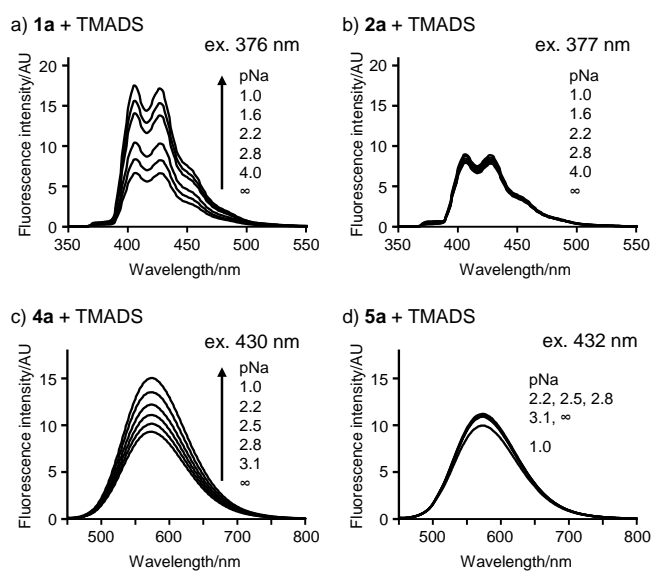 a) 1a + TMADS
ex. 376 nm
Fluorescence intensity/AU
20
15
10
5
0
pNa
1.0
1.6
2.2
2.8
4.0
∞
350 400 450 500 550
Wavelength/nm
b) 2a + TMADS
ex. 377 nm
Fluorescence intensity/AU
20
15
10
5
0
pNa
1.0
1.6
2.2
2.8
4.0
∞
350 400 450 500 550
Wavelength/nm
c) 4a + TMADS
ex. 430 nm
Fluorescence intensity/AU
15
10
5
0
pNa
1.0
2.2
2.5
2.8
3.1
∞
500 600 700 800
Wavelength/nm
d) 5a + TMADS
ex. 432 nm
Fluorescence intensity/AU
15
10
5
0
pNa
2.2, 2.5, 2.8
3.1, ∞
1.0
500 600 700 800
Wavelength/nm